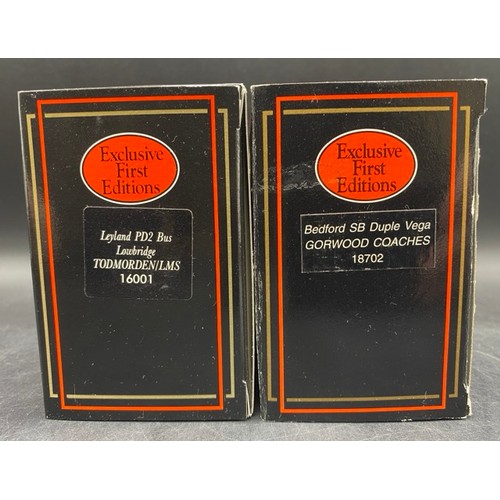 Exclusive
First
Editions
Leyland PD2 Bus
Lowbridge
TODMORDEN/LMS
16001
Exclusive
First
Editions
Bedford SB Duple Vega
GORWOOD COACHES
18702